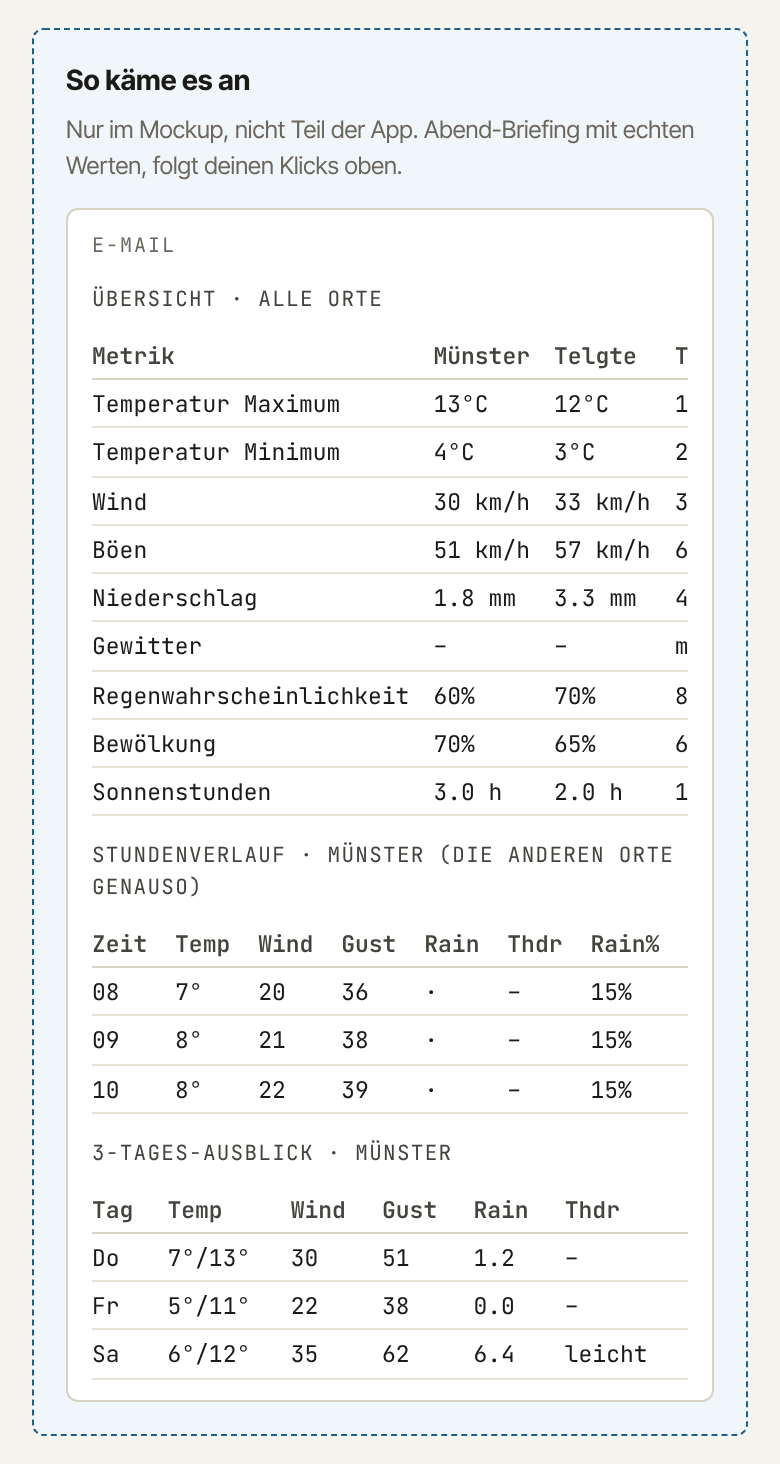 So käme es an
Nur im Mockup, nicht Teil der App. Abend-Briefing mit echten
Werten, folgt deinen Klicks oben.
E-MAIL
ÜBERSICHT · ALLE ORTE
Metrik Münster Telgte T
Temperatur Maximum 13°C 12°C 1
Temperatur Minimum 4°C 3°C 2
Wind 30 km/h 33 km/h 3
Böen 51 km/h 57 km/h 6
Niederschlag 1.8 mm 3.3 mm 4
Gewitter – – m
Regenwahrscheinlichkeit 60% 70% 8
Bewölkung 70% 65% 6
Sonnenstunden 3.0 h 2.0 h 1
STUNDENVERLAUF · MÜNSTER (DIE ANDEREN ORTE
GENAUSO)
Zeit Temp Wind Gust Rain Thdr Rain%
08 7° 20 36 · – 15%
09 8° 21 38 · – 15%
10 8° 22 39 · – 15%
3-TAGES-AUSBLICK · MÜNSTER
Tag Temp Wind Gust Rain Thdr
Do 7°/13° 30 51 1.2 –
Fr 5°/11° 22 38 0.0 –
Sa 6°/12° 35 62 6.4 leicht